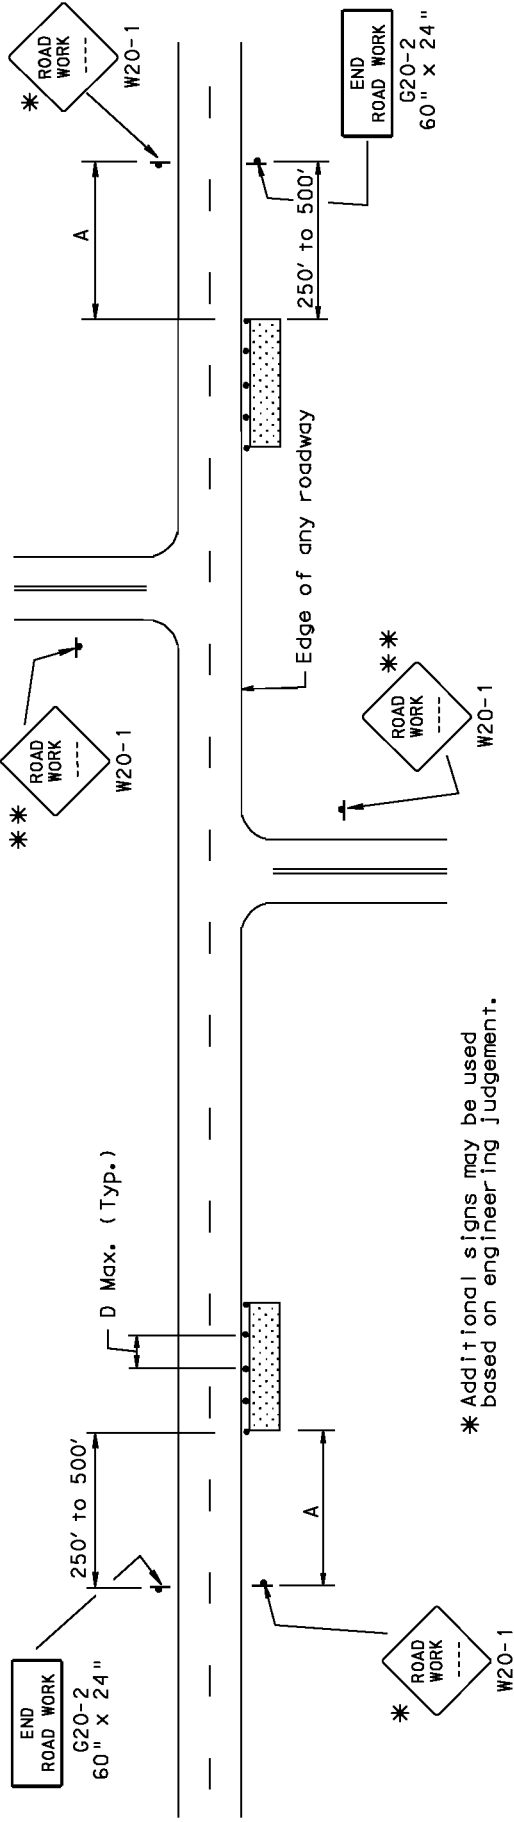 END
ROAD WORK
G20-2
60" x 24"
250' to 500'
D Max. (Typ.)
**
ROAD
WORK
----
W20-1
A
*
ROAD
WORK
----
W20-1
*
ROAD
WORK
----
W20-1
A
* Additional signs may be used
based on engineering judgement.
**
ROAD
WORK
----
W20-1
Edge of any roadway
250' to 500'
END
ROAD WORK
G20-2
60" x 24"